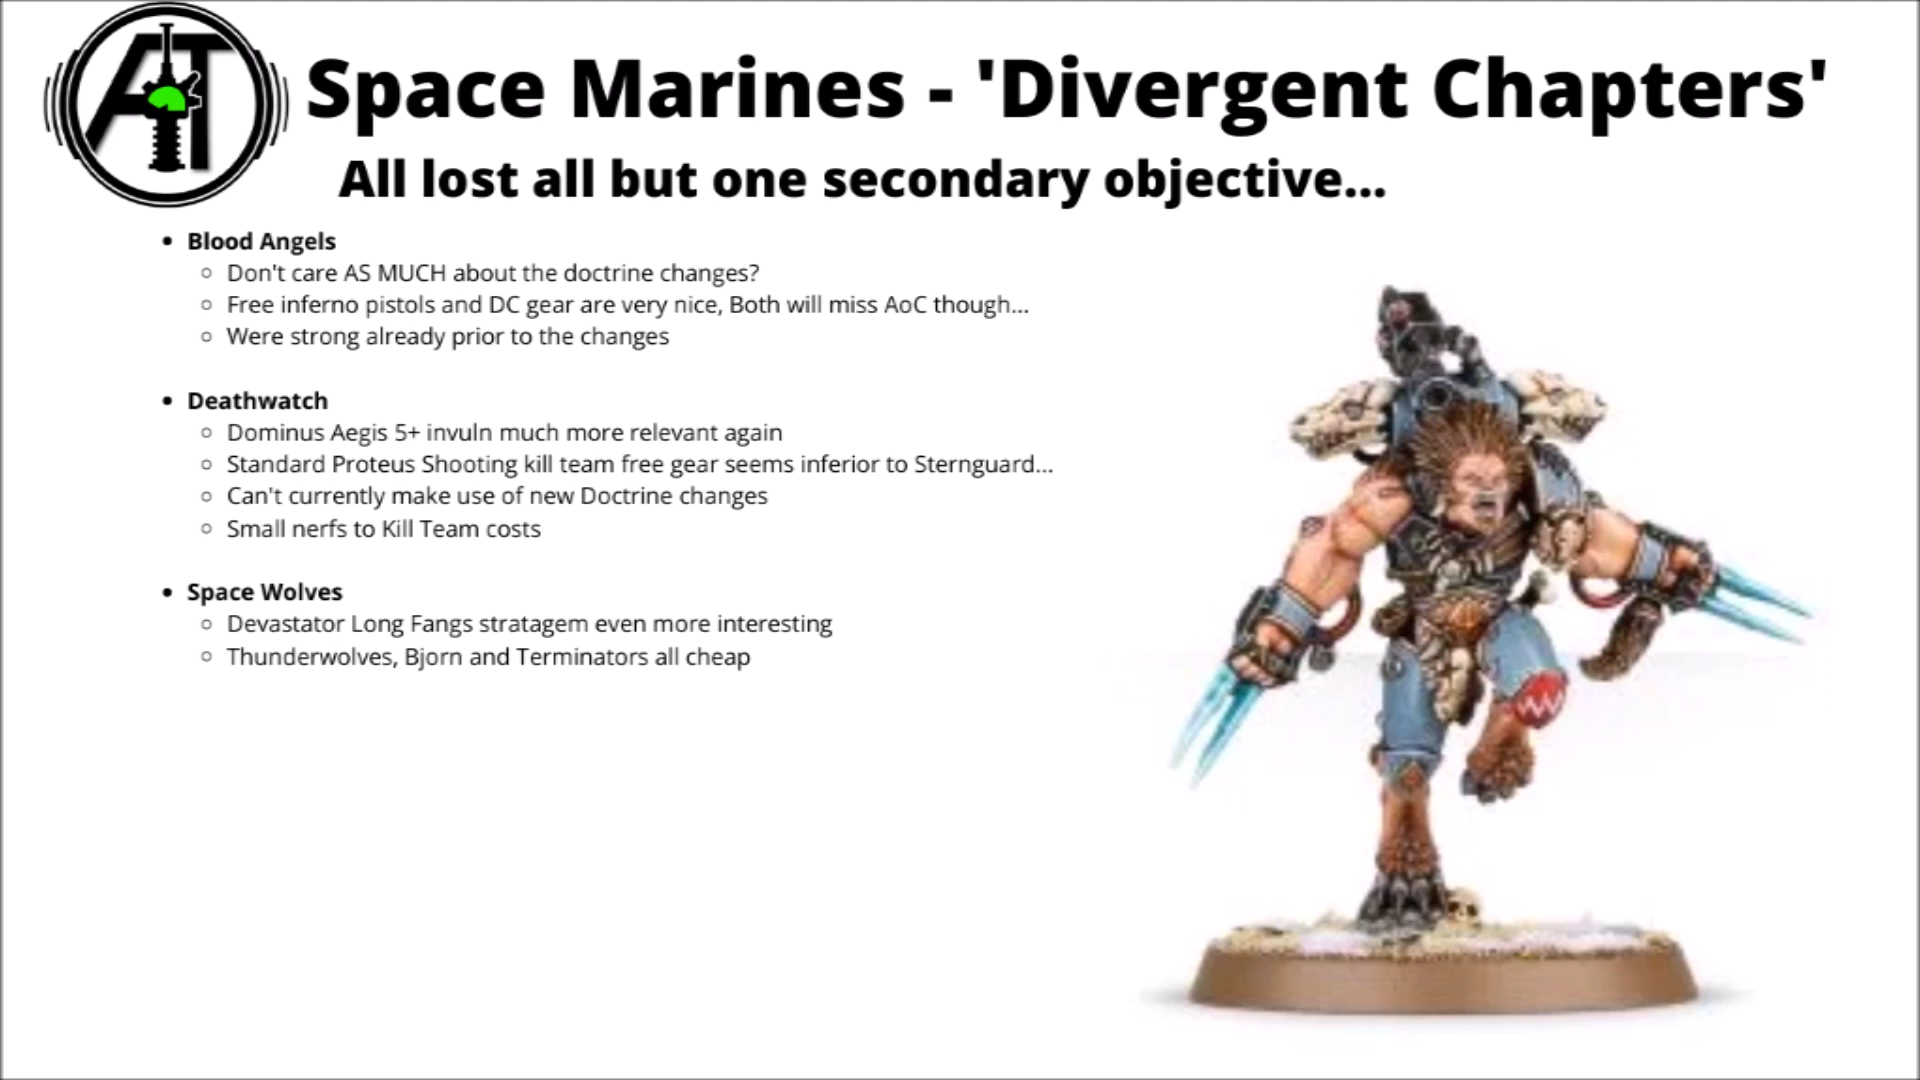 AT
Space Marines - 'Divergent Chapters'
All lost all but one secondary objective...
• Blood Angels
◦ Don't care AS MUCH about the doctrine changes?
◦ Free inferno pistols and DC gear are very nice, Both will miss AoC though...
◦ Were strong already prior to the changes
• Deathwatch
◦ Dominus Aegis 5+ invuln much more relevant again
◦ Standard Proteus Shooting kill team free gear seems inferior to Sternguard...
◦ Can't currently make use of new Doctrine changes
◦ Small nerfs to Kill Team costs
• Space Wolves
◦ Devastator Long Fangs stratagem even more interesting
◦ Thunderwolves, Bjorn and Terminators all cheap